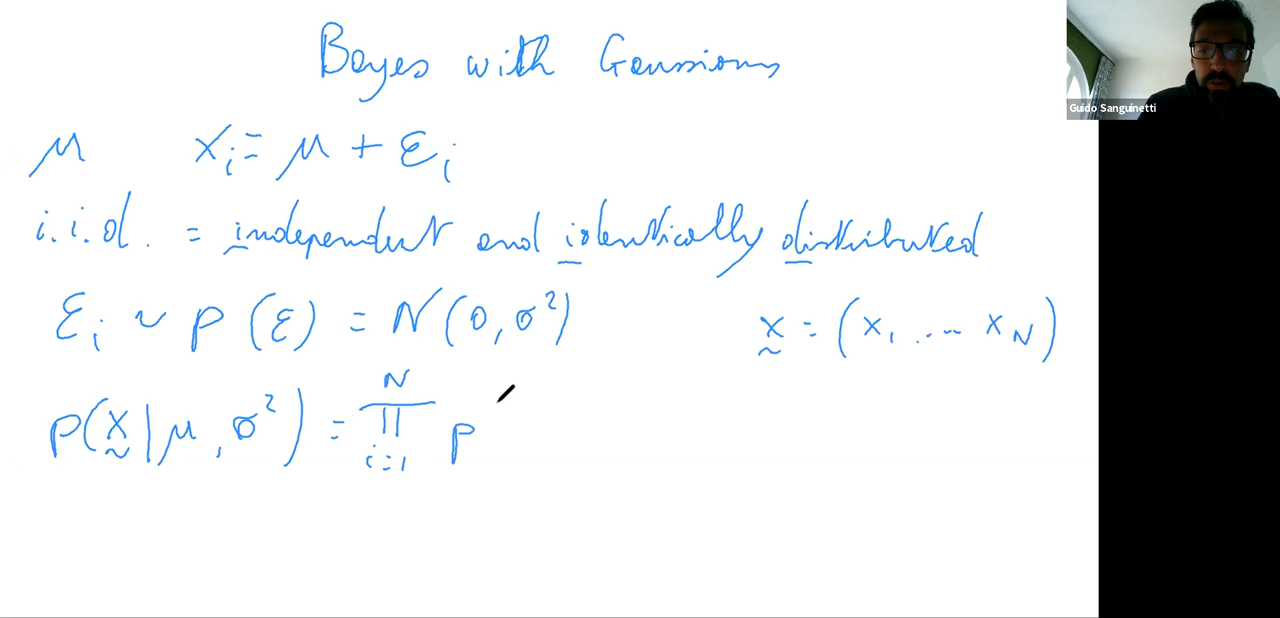 Bayes with Gaussians
Guido Sanguinetti
μ xᵢ = μ + εᵢ
i.i.d. = independent and identically distributed
εᵢ ~ p(ε) = N(0, σ²) x̰ = (x₁ .... x_N)
p(x̰ | μ, σ²) = ∏ᵢ₌₁ᴺ p